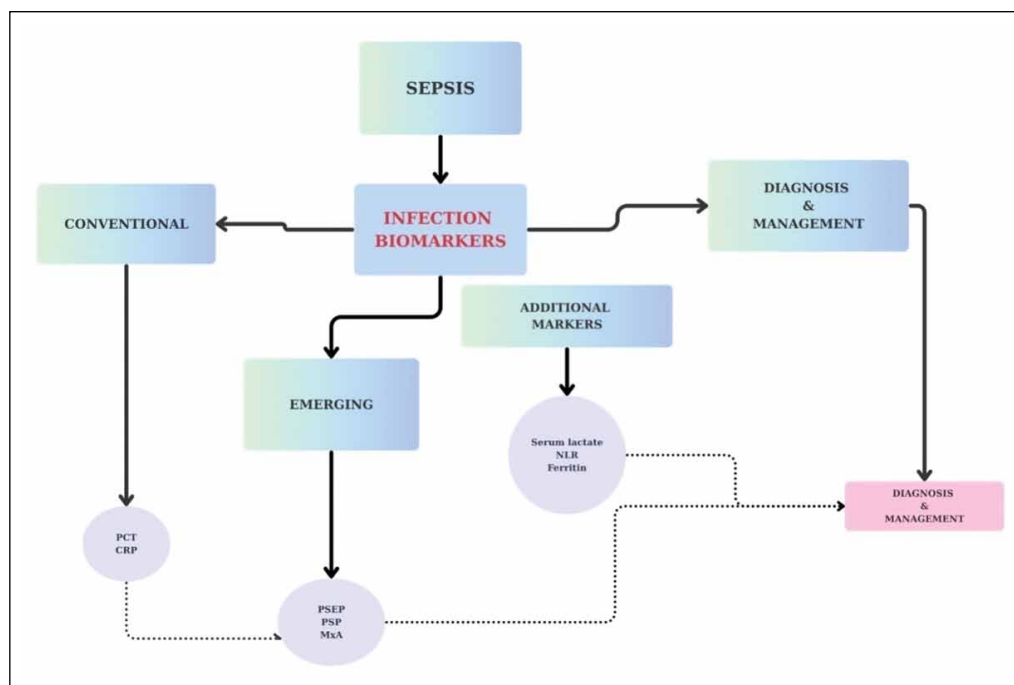 SEPSIS
CONVENTIONAL
INFECTION
BIOMARKERS
DIAGNOSIS
&
MANAGEMENT
ADDITIONAL
MARKERS
EMERGING
Serum lactate
NLR
Ferritin
DIAGNOSIS
&
MANAGEMENT
PCT
CRP
PSEP
PSP
MxA